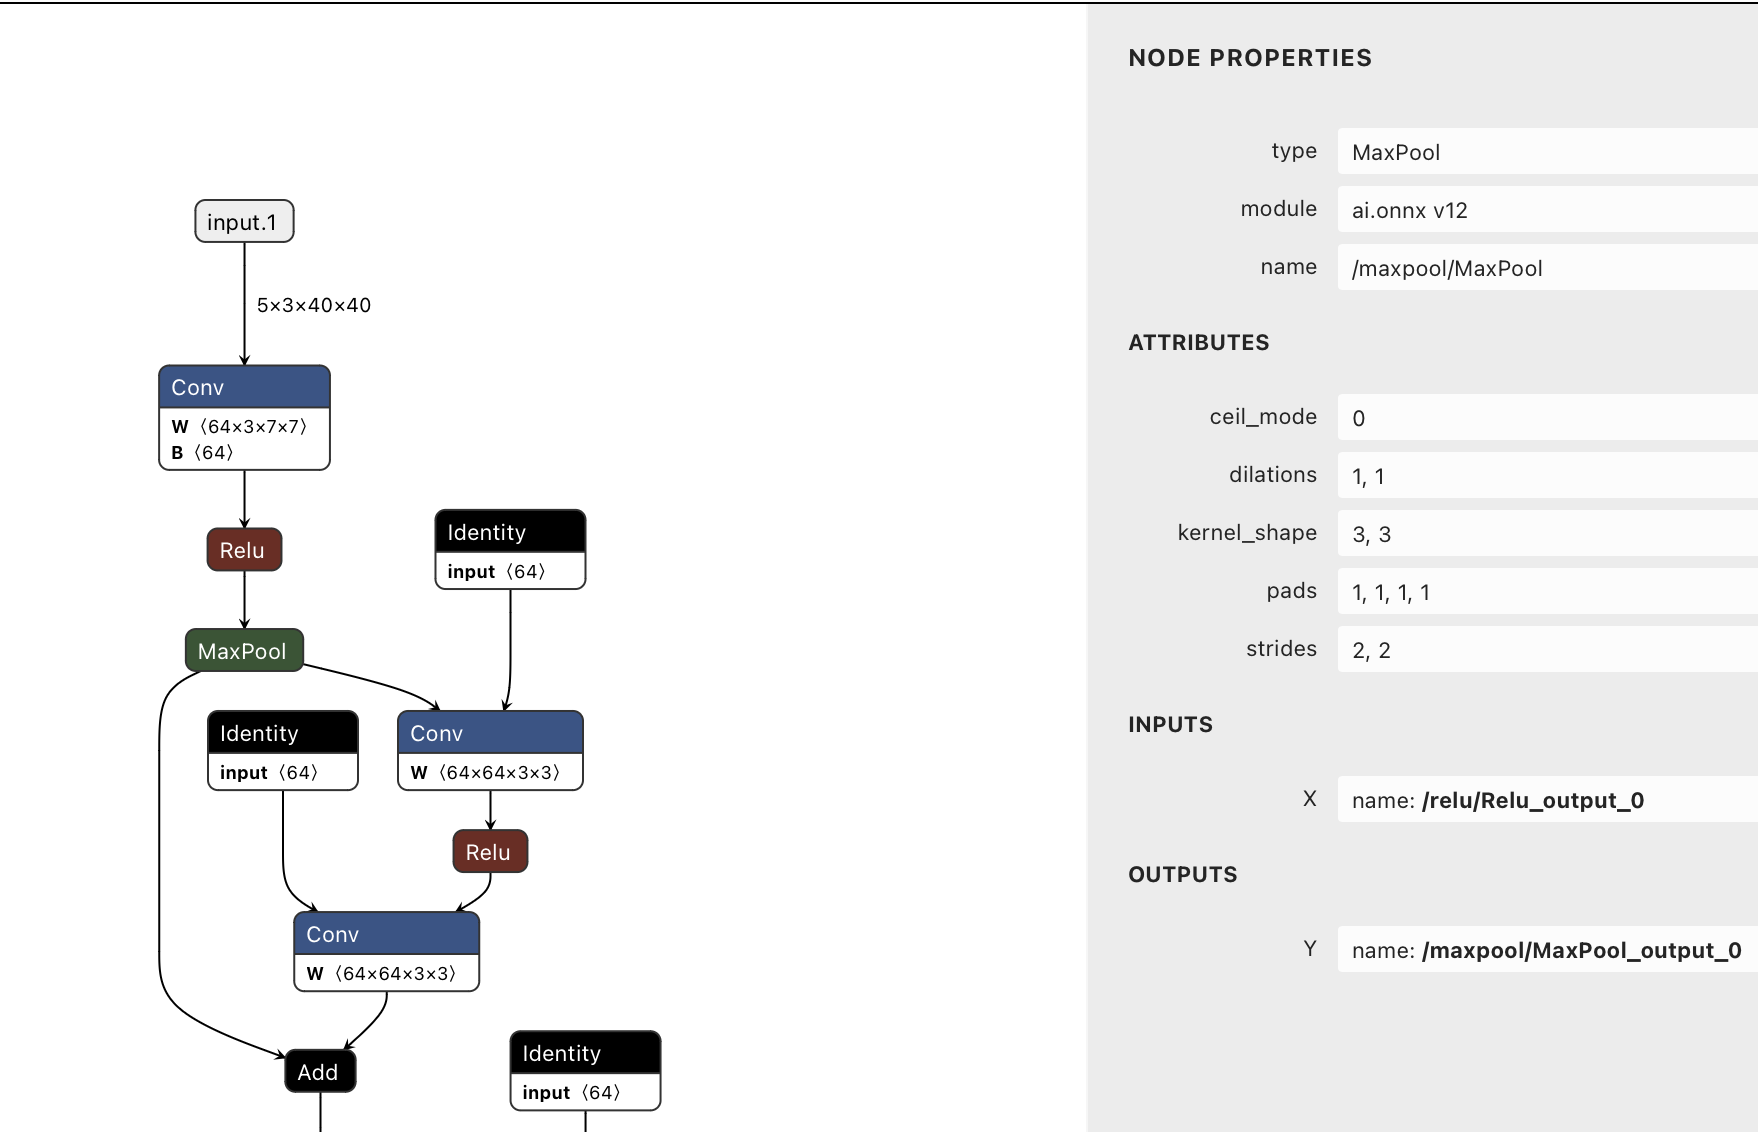 input.1
5×3×40×40
Conv
W ⟨64×3×7×7⟩
B ⟨64⟩
Relu
Identity
input ⟨64⟩
MaxPool
Identity
input ⟨64⟩
Conv
W ⟨64×64×3×3⟩
Relu
Conv
W ⟨64×64×3×3⟩
Add
Identity
input ⟨64⟩
NODE PROPERTIES
type MaxPool
module ai.onnx v12
name /maxpool/MaxPool
ATTRIBUTES
ceil_mode 0
dilations 1, 1
kernel_shape 3, 3
pads 1, 1, 1, 1
strides 2, 2
INPUTS
X name: /relu/Relu_output_0
OUTPUTS
Y name: /maxpool/MaxPool_output_0